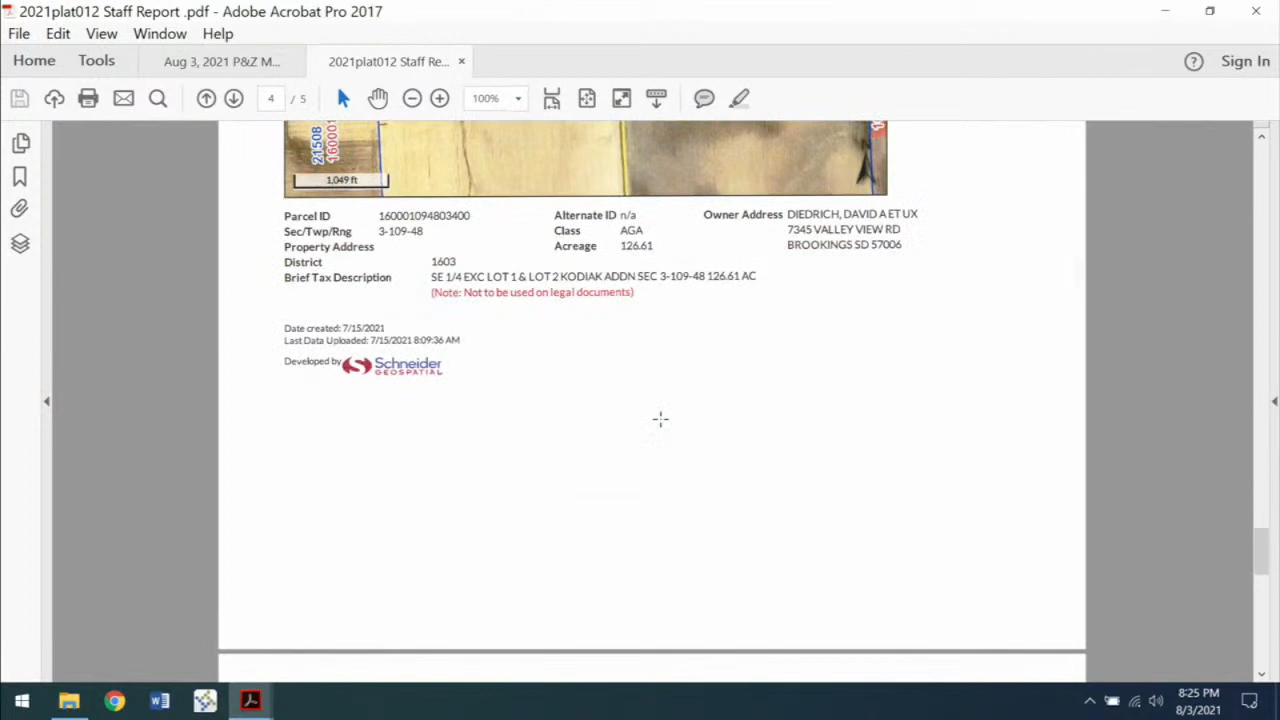 2021plat012 Staff Report .pdf - Adobe Acrobat Pro 2017
File Edit View Window Help
Home Tools Aug 3, 2021 P&Z M... 2021plat012 Staff Re... × Sign In
4 / 5 100%
21508
16000
1,049 ft
Parcel ID 160001094803400 Alternate ID n/a Owner Address DIEDRICH, DAVID A ET UX
Sec/Twp/Rng 3-109-48 Class AGA 7345 VALLEY VIEW RD
Property Address Acreage 126.61 BROOKINGS SD 57006
District 1603
Brief Tax Description SE 1/4 EXC LOT 1 & LOT 2 KODIAK ADDN SEC 3-109-48 126.61 AC
(Note: Not to be used on legal documents)
Date created: 7/15/2021
Last Data Uploaded: 7/15/2021 8:09:36 AM
Developed by Schneider
GEOSPATIAL
8:25 PM
8/3/2021